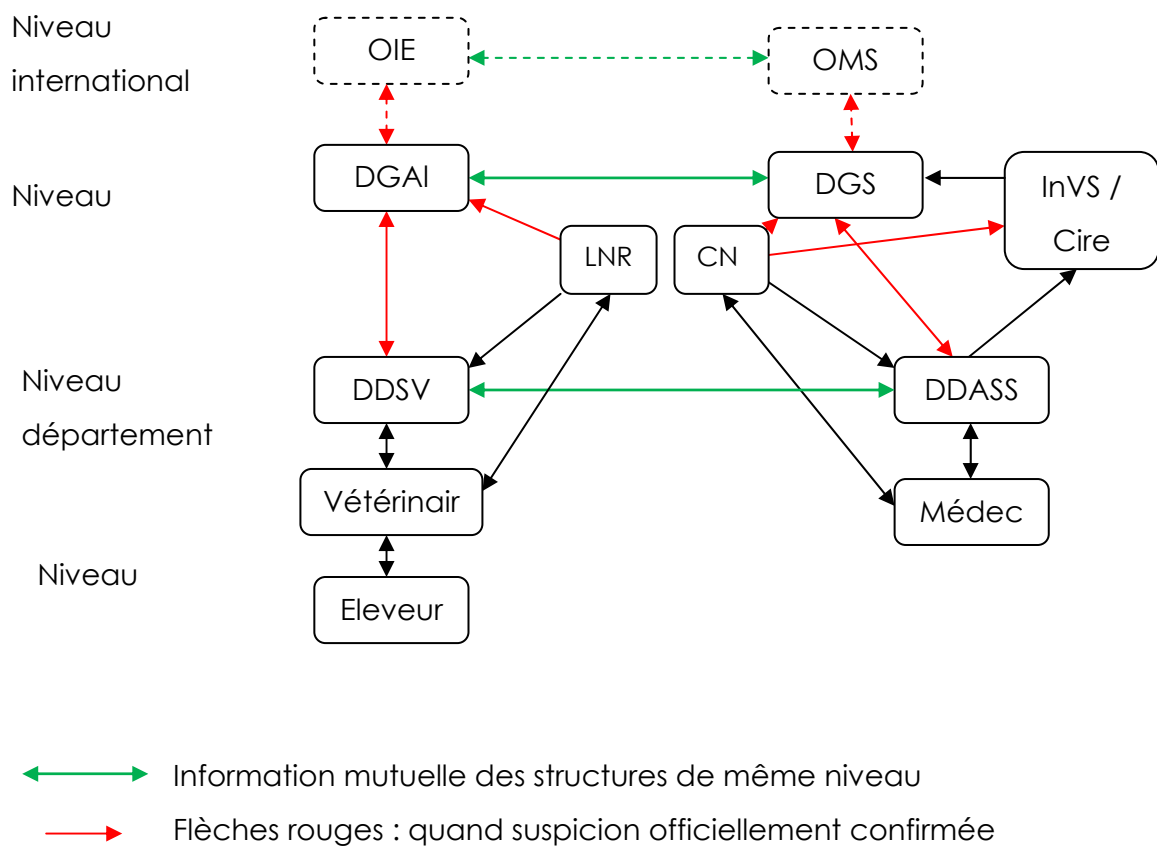 Niveau
international
OIE
OMS
Niveau
DGAl
DGS
InVS /
Cire
LNR
CN
Niveau
département
DDSV
DDASS
Vétérinair
Médec
Niveau
Eleveur
Information mutuelle des structures de même niveau
Flèches rouges : quand suspicion officiellement confirmée